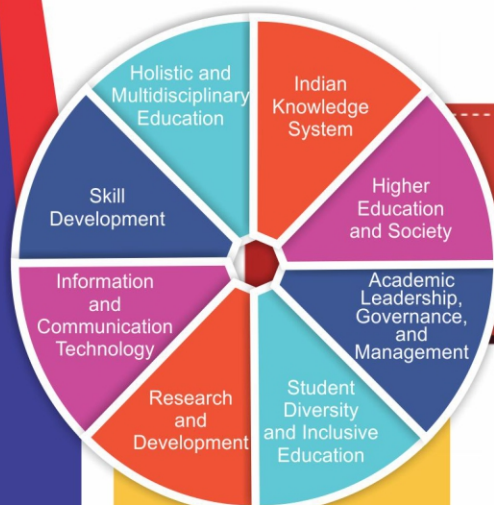 Holistic and
Multidisciplinary
Education
Indian
Knowledge
System
Higher
Education
and Society
Academic
Leadership,
Governance,
and
Management
Student
Diversity
and Inclusive
Education
Research
and
Development
Information
and
Communication
Technology
Skill
Development